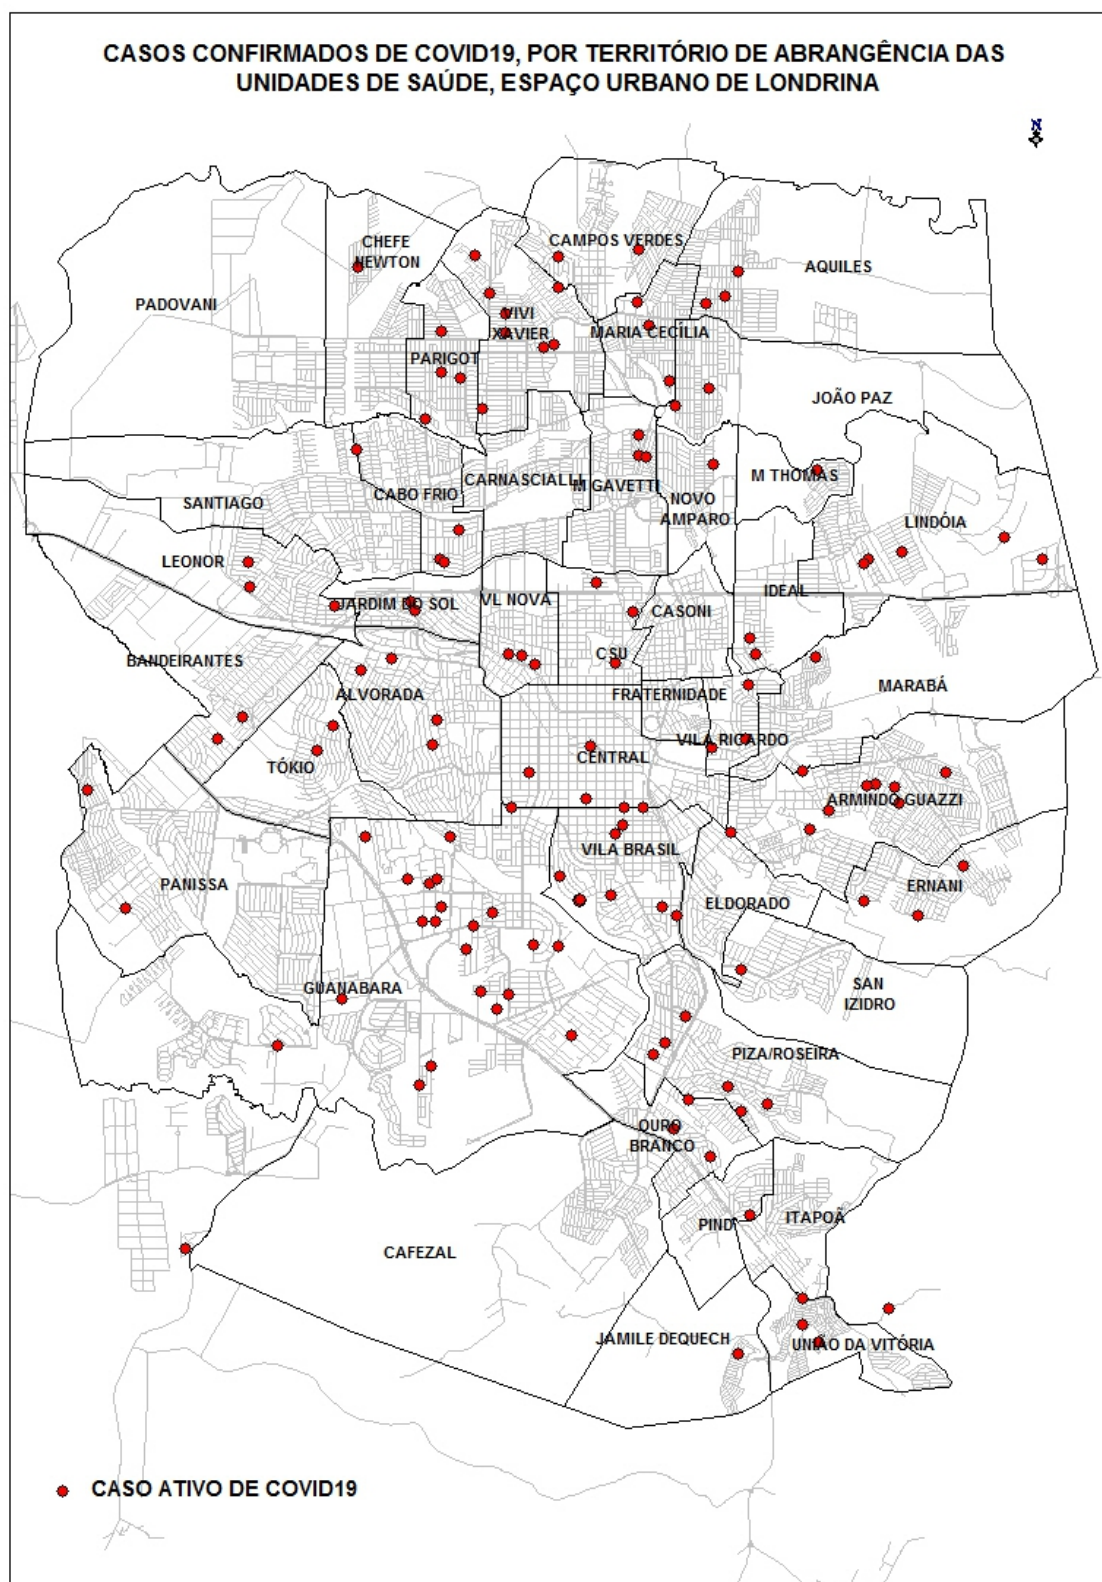 CASOS CONFIRMADOS DE COVID19, POR TERRITÓRIO DE ABRANGÊNCIA DAS
UNIDADES DE SAÚDE, ESPAÇO URBANO DE LONDRINA
N
CHEFE
NEWTON
CAMPOS VERDES
AQUILES
PADOVANI
VIVI
XAVIER
MARIA CECÍLIA
PARIGOT
JOÃO PAZ
CARNASCIALLI
M GAVETTI
M THOMAS
CABO FRIO
NOVO
AMPARO
SANTIAGO
LINDÓIA
LEONOR
IDEAL
JARDIM DO SOL
VL NOVA
CASONI
CSU
BANDEIRANTES
ALVORADA
FRATERNIDADE
MARABÁ
VILA RICARDO
CENTRAL
TÓKIO
ARMINDO GUAZZI
VILA BRASIL
PANISSA
ERNANI
ELDORADO
GUANABARA
SAN
IZIDRO
PIZA/ROSEIRA
OURO
BRANCO
PIND
ITAPOÃ
CAFEZAL
JAMILE DEQUECH
UNIÃO DA VITÓRIA
CASO ATIVO DE COVID19